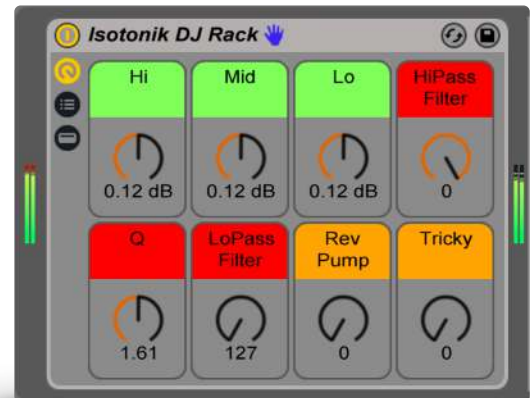 Isotonik DJ Rack
Hi Mid Lo HiPass
Filter
0.12 dB 0.12 dB 0.12 dB 0
Q LoPass Rev Tricky
Filter Pump
1.61 127 0 0